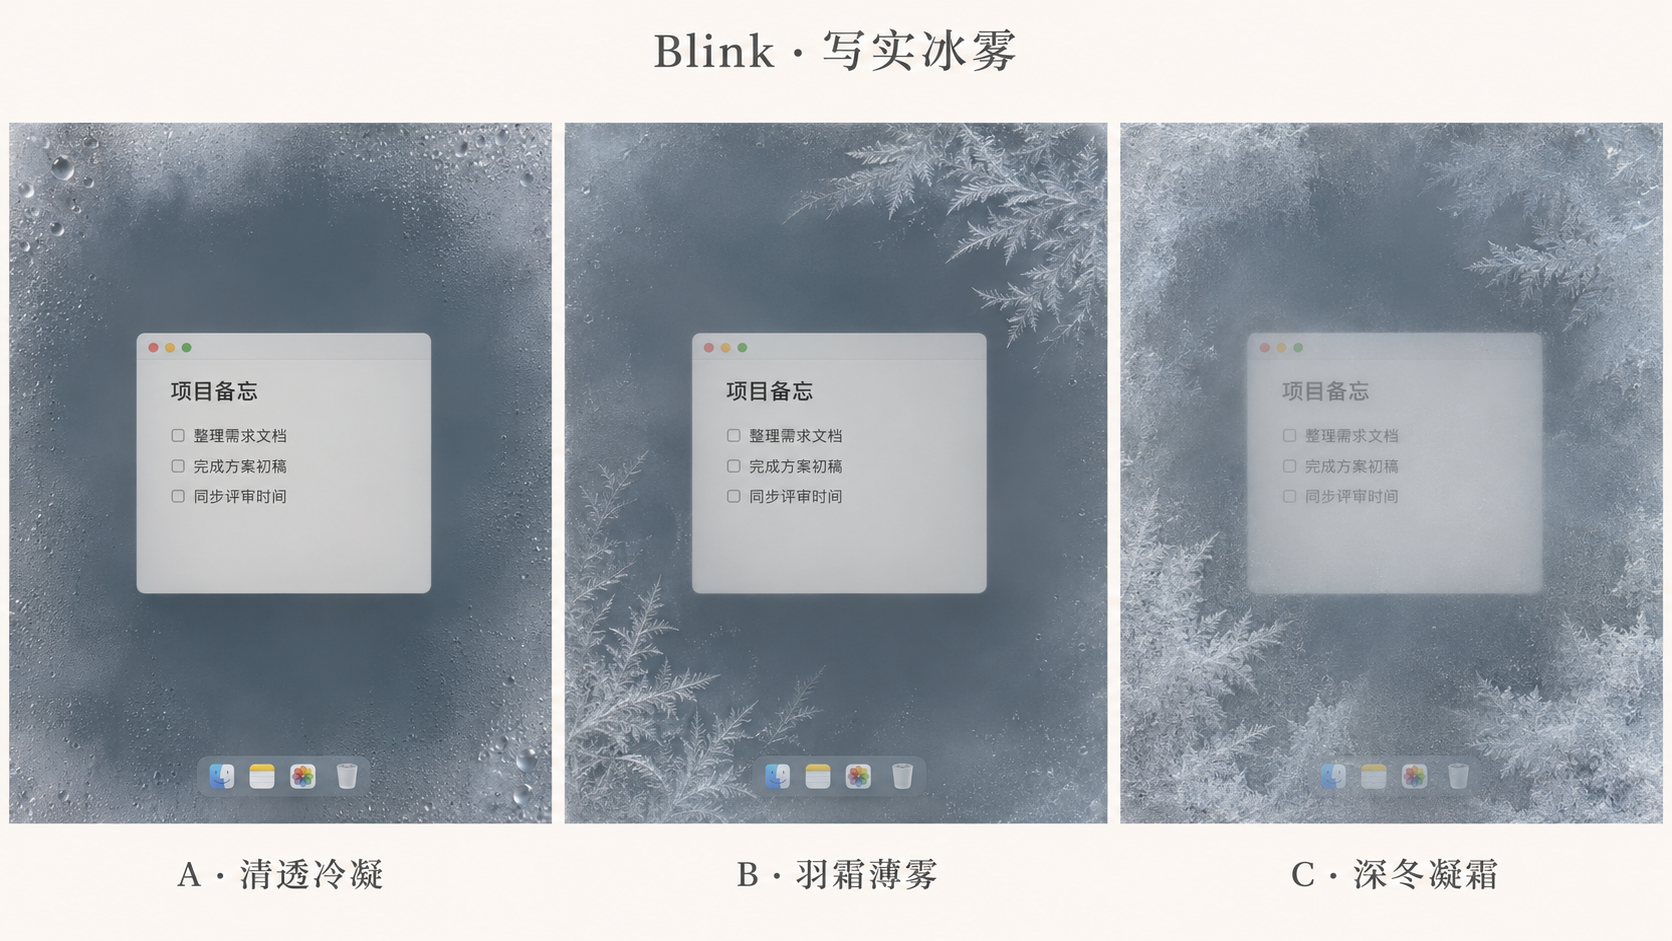 Blink · 写实冰雾
项目备忘
整理需求文档
完成方案初稿
同步评审时间
项目备忘
整理需求文档
完成方案初稿
同步评审时间
项目备忘
整理需求文档
完成方案初稿
同步评审时间
A · 清透冷凝
B · 羽霜薄雾
C · 深冬凝霜